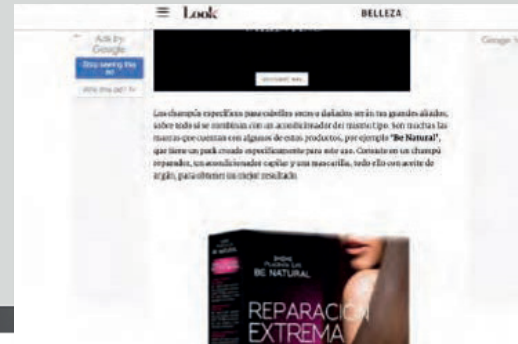 Look
BELLEZA
Ads by
Google
Stop seeing this
ad
Why this ad?
Google
Los champús específicos para cabellos secos o dañados serán tus grandes aliados,
sobre todo si se combinan con un acondicionador del mismo tipo. Son muchas las
marcas que cuentan con algunos de estos productos, por ejemplo "Be Natural",
que tiene un pack creado específicamente para este uso. Consiste en un champú
reparador, un acondicionador capilar y una mascarilla, todo ello con aceite de
argán, para obtener un mejor resultado.
BE NATURAL
REPARACIÓN
EXTREMA